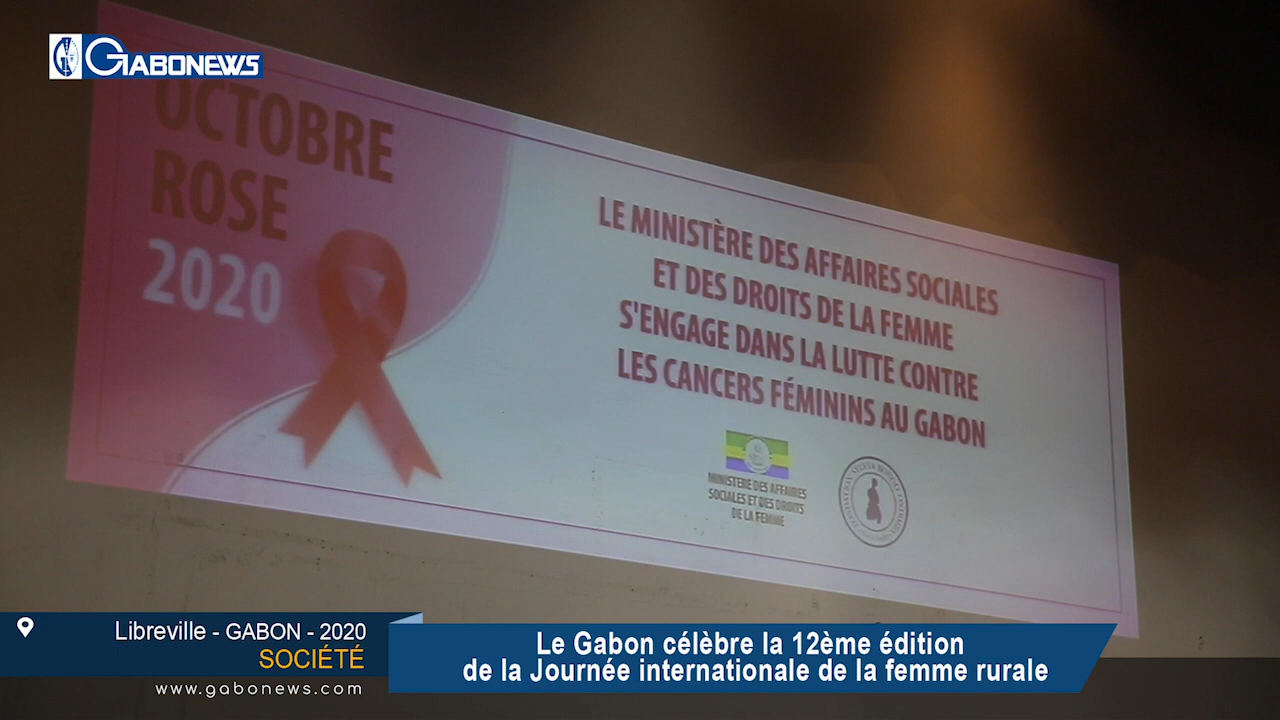 GABONEWS
OCTOBRE
ROSE
2020
LE MINISTÈRE DES AFFAIRES SOCIALES
ET DES DROITS DE LA FEMME
S'ENGAGE DANS LA LUTTE CONTRE
LES CANCERS FÉMININS AU GABON
MINISTERE DES AFFAIRES
SOCIALES ET DES DROITS
DE LA FEMME
Libreville - GABON - 2020
SOCIÉTÉ
www.gabonews.com
Le Gabon célèbre la 12ème édition
de la Journée internationale de la femme rurale